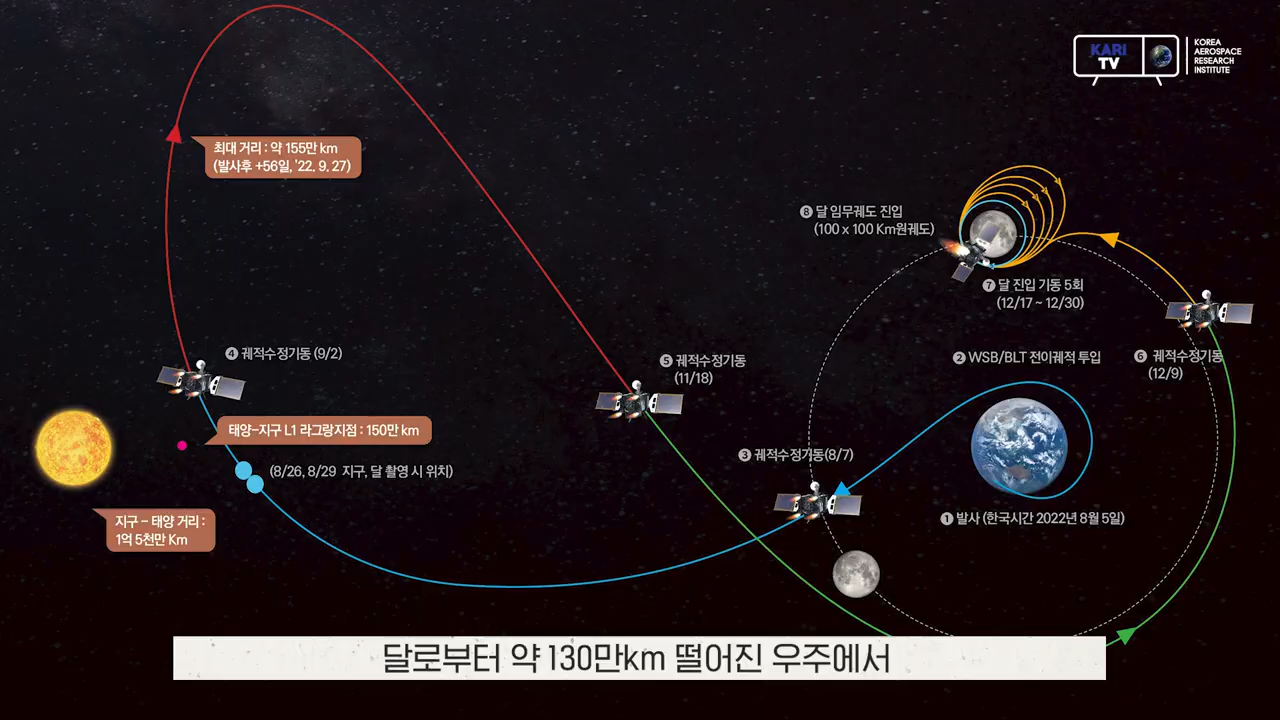 KARI
TV
KOREA
AEROSPACE
RESEARCH
INSTITUTE
최대 거리 : 약 155만 km
(발사후 +56일, '22. 9. 27)
❽ 달 임무궤도 진입
(100 x 100 Km원궤도)
❼ 달 진입 기동 5회
(12/17 ~ 12/30)
❹ 궤적수정기동 (9/2)
❺ 궤적수정기동
(11/18)
❷ WSB/BLT 전이궤적 투입
❻ 궤적수정기동
(12/9)
태양-지구 L1 라그랑지점 : 150만 km
❸ 궤적수정기동(8/7)
(8/26, 8/29 지구, 달 촬영 시 위치)
지구 - 태양 거리 :
1억 5천만 Km
❶ 발사 (한국시간 2022년 8월 5일)
달로부터 약 130만km 떨어진 우주에서